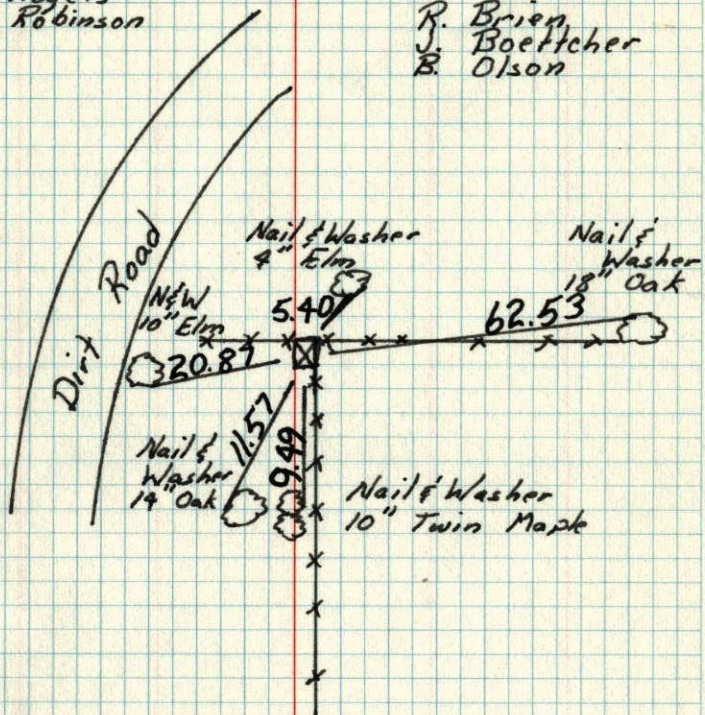 Robinson
R. Brien
J. Boettcher
B. Olson
Nail & Washer
4" Elm
Nail &
Washer
18" Oak
Dirt Road
N&W
10" Elm
5.40
62.53
20.87
11.57
9.49
Nail &
Washer
14" Oak
Nail & Washer
10" Twin Maple